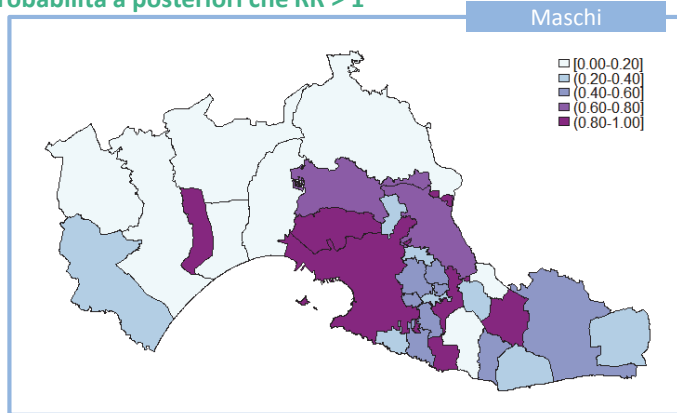 robabilità a posteriori che RR > 1
Maschi
[0.00-0.20]
(0.20-0.40]
(0.40-0.60]
(0.60-0.80]
(0.80-1.00]